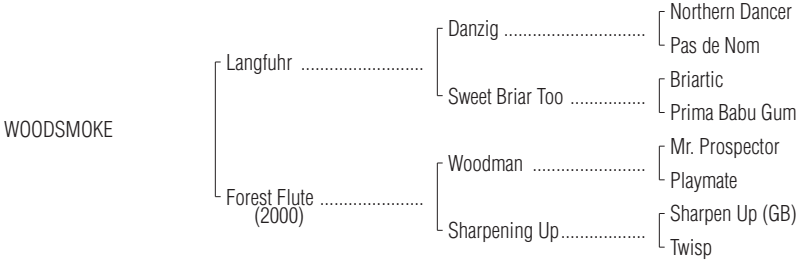 Northern Dancer
Danzig ..............................
Pas de Nom
Langfuhr ..........................
Briartic
Sweet Briar Too ................
Prima Babu Gum
WOODSMOKE
Mr. Prospector
Woodman ........................
Playmate
Forest Flute ......................
(2000)
Sharpen Up (GB)
Sharpening Up..................
Twisp